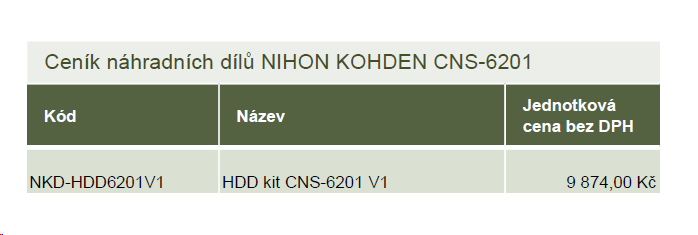 Ceník náhradních dílů NIHON KOHDEN CNS-6201
Kód Název Jednotková cena bez DPH
NKD-HDD6201V1 HDD kit CNS-6201 V1 9 874,00 Kč